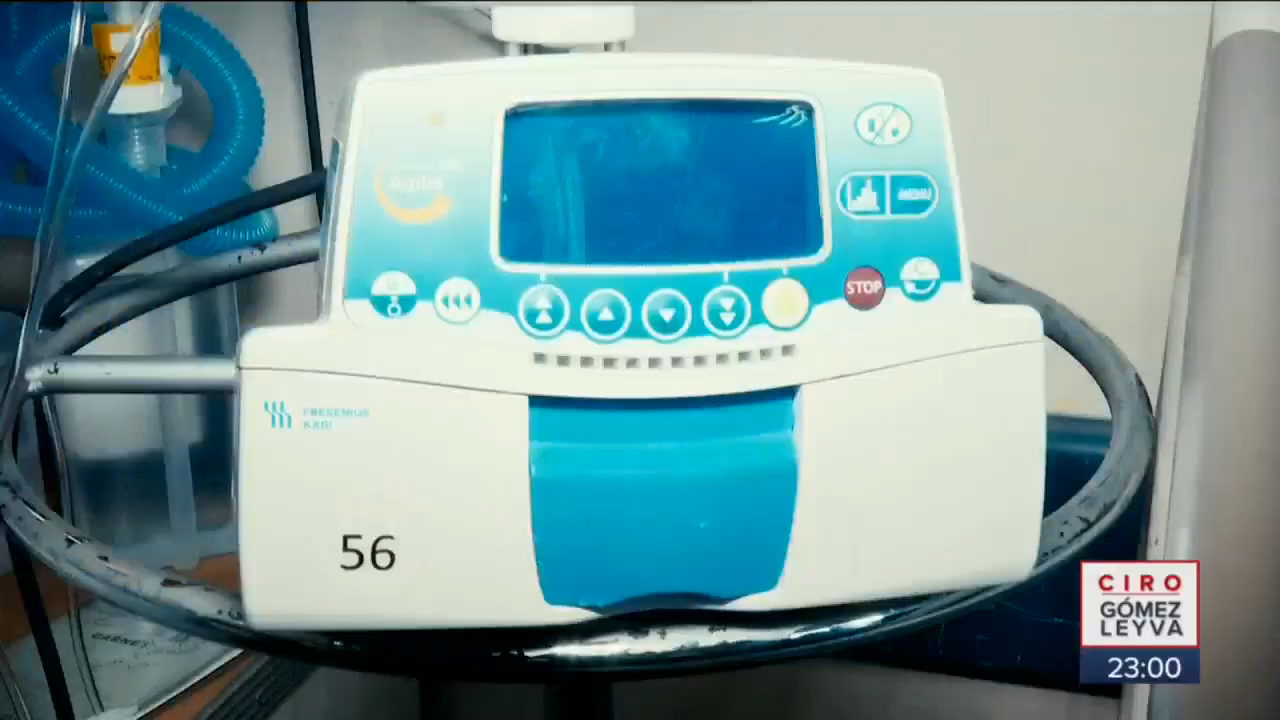 Agilia
MENU
STOP
FRESENIUS
KABI
56
CIRO
GÓMEZ
LEYVA
23:00